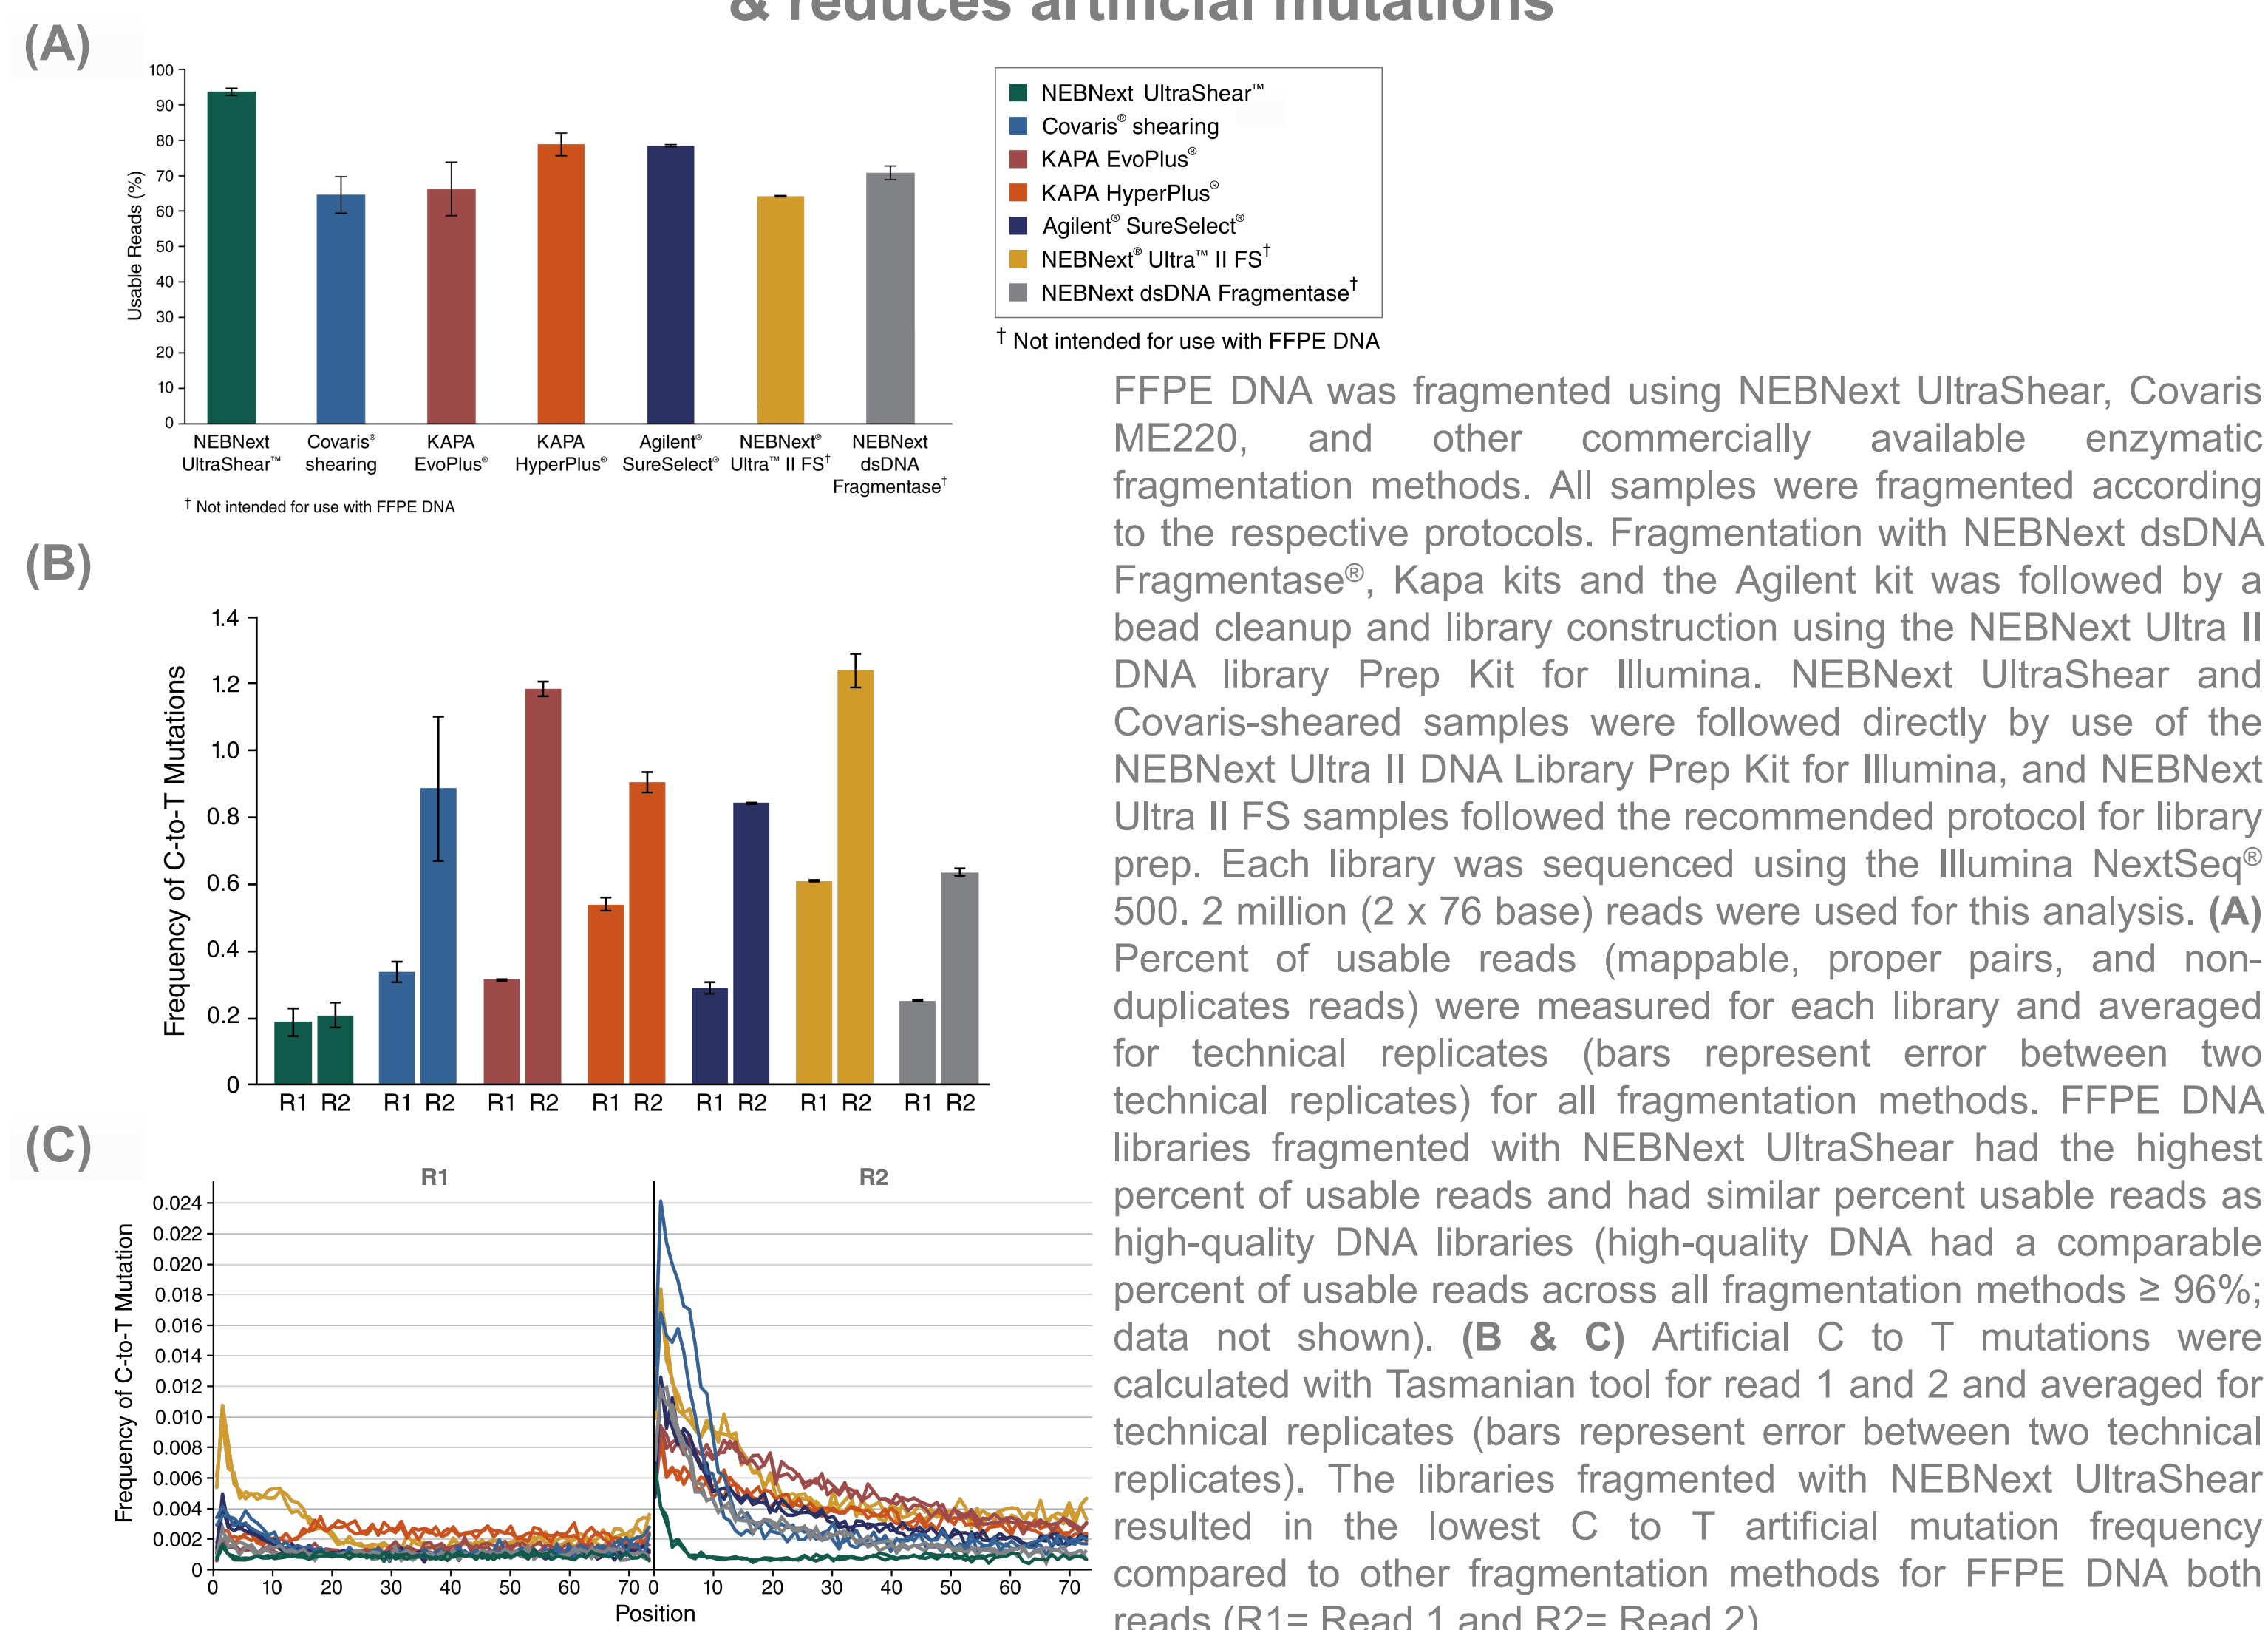 & reduces artificial mutations
(A)
100
90
80
70
60
50
40
30
20
10
0
Usable Reads (%)
NEBNext
UltraShear™
Covaris®
shearing
KAPA
EvoPlus®
KAPA
HyperPlus®
Agilent®
SureSelect®
NEBNext®
Ultra™ II FS†
NEBNext
dsDNA
Fragmentase†
† Not intended for use with FFPE DNA
NEBNext UltraShear™
Covaris® shearing
KAPA EvoPlus®
KAPA HyperPlus®
Agilent® SureSelect®
NEBNext® Ultra™ II FS†
NEBNext dsDNA Fragmentase†
† Not intended for use with FFPE DNA
(B)
1.4
1.2
1.0
0.8
0.6
0.4
0.2
0
Frequency of C-to-T Mutations
R1 R2 R1 R2 R1 R2 R1 R2 R1 R2 R1 R2 R1 R2
(C)
R1
R2
0.024
0.022
0.020
0.018
0.016
0.014
0.012
0.010
0.008
0.006
0.004
0.002
0
Frequency of C-to-T Mutation
0 10 20 30 40 50 60 70 0 10 20 30 40 50 60 70
Position
FFPE DNA was fragmented using NEBNext UltraShear, Covaris
ME220, and other commercially available enzymatic
fragmentation methods. All samples were fragmented according
to the respective protocols. Fragmentation with NEBNext dsDNA
Fragmentase®, Kapa kits and the Agilent kit was followed by a
bead cleanup and library construction using the NEBNext Ultra II
DNA library Prep Kit for Illumina. NEBNext UltraShear and
Covaris-sheared samples were followed directly by use of the
NEBNext Ultra II DNA Library Prep Kit for Illumina, and NEBNext
Ultra II FS samples followed the recommended protocol for library
prep. Each library was sequenced using the Illumina NextSeq®
500. 2 million (2 x 76 base) reads were used for this analysis. (A)
Percent of usable reads (mappable, proper pairs, and non-
duplicates reads) were measured for each library and averaged
for technical replicates (bars represent error between two
technical replicates) for all fragmentation methods. FFPE DNA
libraries fragmented with NEBNext UltraShear had the highest
percent of usable reads and had similar percent usable reads as
high-quality DNA libraries (high-quality DNA had a comparable
percent of usable reads across all fragmentation methods ≥ 96%;
data not shown). (B & C) Artificial C to T mutations were
calculated with Tasmanian tool for read 1 and 2 and averaged for
technical replicates (bars represent error between two technical
replicates). The libraries fragmented with NEBNext UltraShear
resulted in the lowest C to T artificial mutation frequency
compared to other fragmentation methods for FFPE DNA both
reads (R1= Read 1 and R2= Read 2)